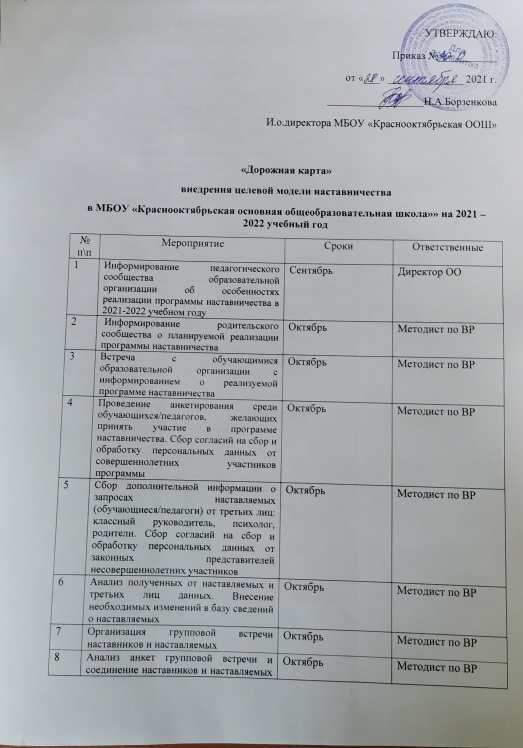 УТВЕРЖДАЮ:
Приказ №
от «28» сентября 2021 г.
Н.А.Борзенкова
И.о.директора МБОУ «Краснооктябрьская ООШ»
«Дорожная карта»
внедрения целевой модели наставничества
в МБОУ «Краснооктябрьская основная общеобразовательная школа»» на 2021 –
2022 учебный год
№ Мероприятие Сроки Ответственные
п\п
1 Информирование педагогического Сентябрь Директор ОО
сообщества образовательной
организации об особенностях
реализации программы наставничества в
2021-2022 учебном году
2 Информирование родительского Октябрь Методист по ВР
сообщества о планируемой реализации
программы наставничества
3 Встреча с обучающимися Октябрь Методист по ВР
образовательной организации с
информированием о реализуемой
программе наставничества
4 Проведение анкетирования среди Октябрь Методист по ВР
обучающихся/педагогов, желающих
принять участие в программе
наставничества. Сбор согласий на сбор и
обработку персональных данных от
совершеннолетних участников
программы
5 Сбор дополнительной информации о Октябрь Методист по ВР
запросах наставляемых
(обучающиеся/педагоги) от третьих лиц:
классный руководитель, психолог,
родители. Сбор согласий на сбор и
обработку персональных данных от
законных представителей
несовершеннолетних участников
6 Анализ полученных от наставляемых и Октябрь Методист по ВР
третьих лиц данных. Внесение
необходимых изменений в базу сведений
о наставляемых
7 Организация групповой встречи Октябрь Методист по ВР
наставников и наставляемых
8 Анализ анкет групповой встречи и Октябрь Методист по ВР
соединение наставников и наставляемых